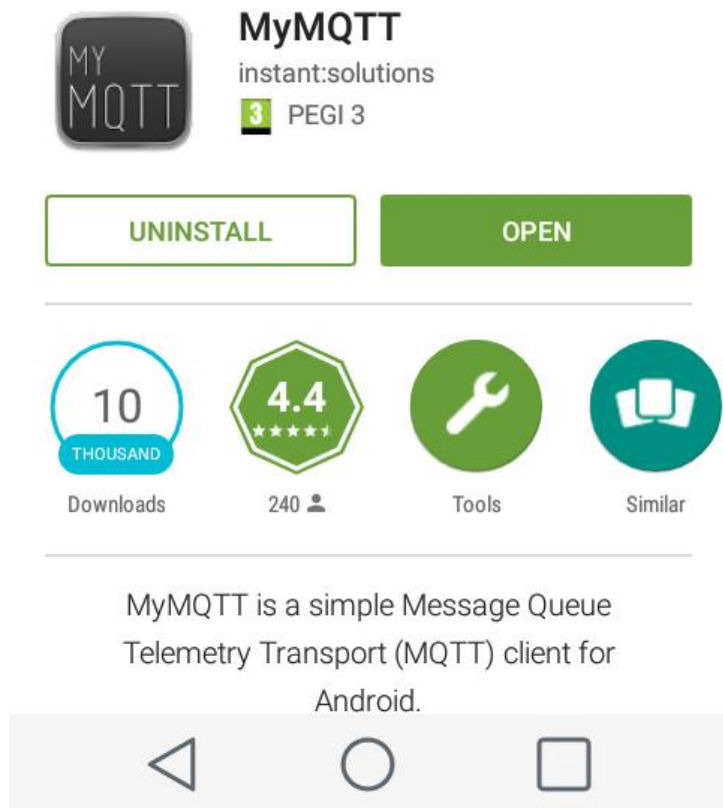 MY
MQTT
MyMQTT
instant:solutions
3 PEGI 3
UNINSTALL
OPEN
10
THOUSAND
Downloads
4.4
240
Tools
Similar
MyMQTT is a simple Message Queue
Telemetry Transport (MQTT) client for
Android.